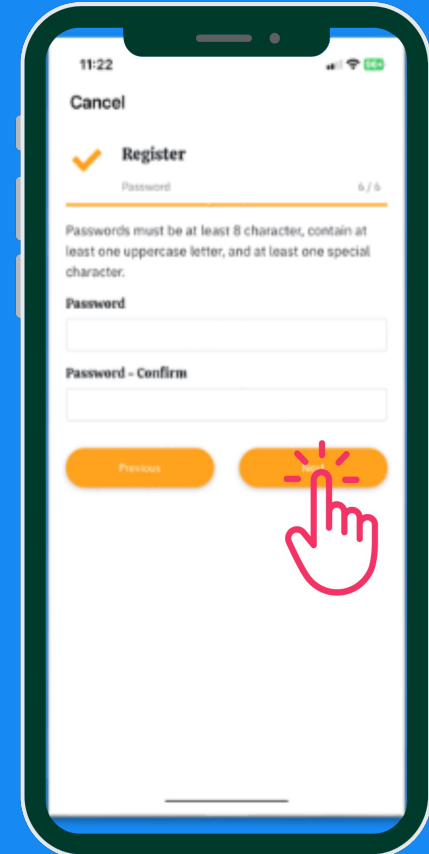 11:22
Cancel
Register
Password 6 / 6
Passwords must be at least 8 character, contain at
least one uppercase letter, and at least one special
character.
Password
Password - Confirm
Previous